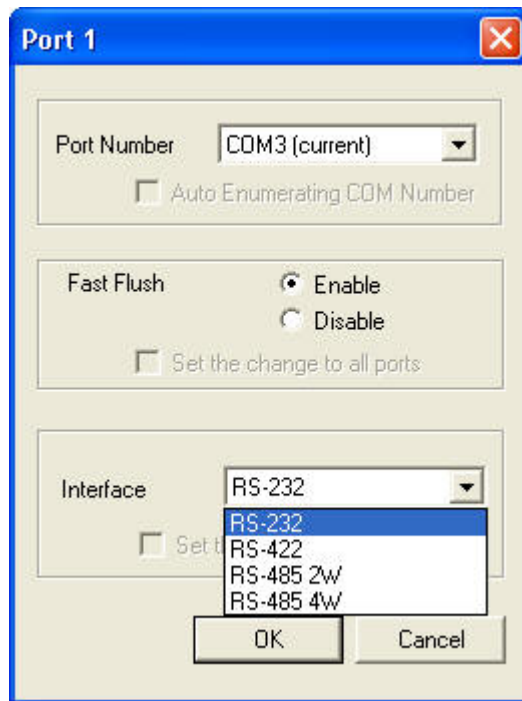 Port 1
Port Number COM3 (current)
Auto Enumerating COM Number
Fast Flush Enable
Disable
Set the change to all ports
Interface RS-232
RS-232
Set t
RS-422
RS-485 2W
RS-485 4W
OK Cancel